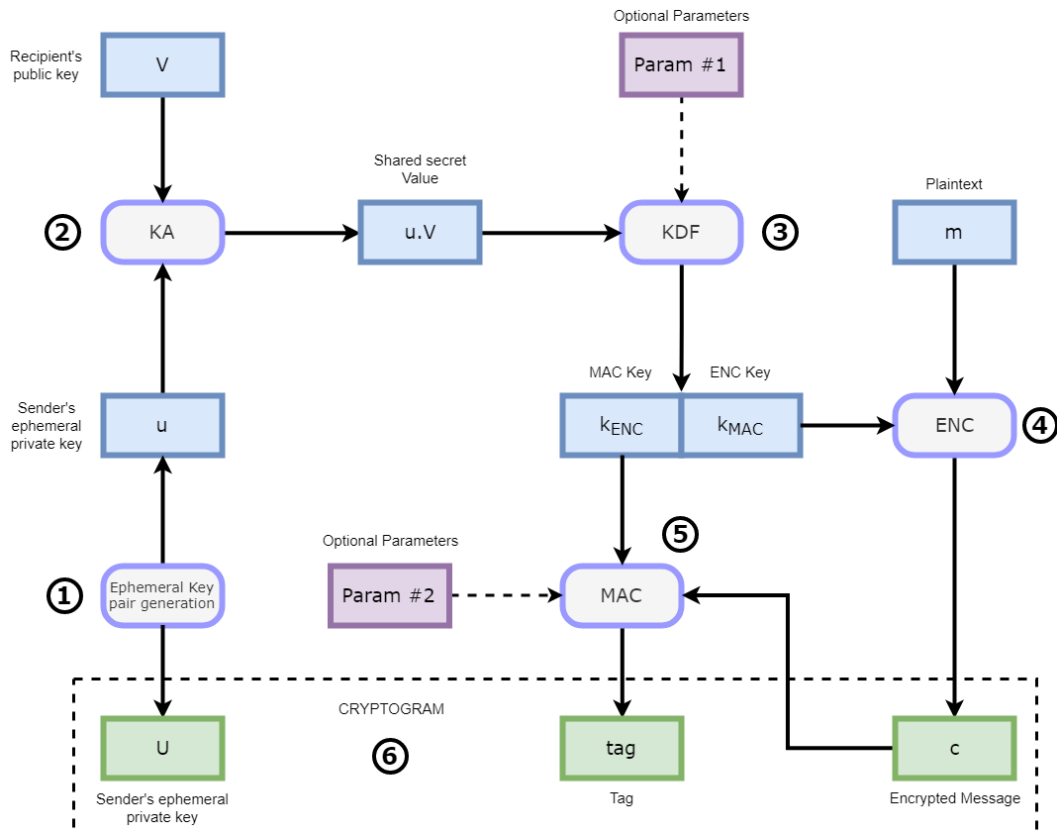 Optional Parameters
Recipient's
public key
V
Param #1
Shared secret
Value
Plaintext
②
KA
u.V
KDF
③
m
MAC Key
ENC Key
Sender's
ephemeral
private key
u
kENC
kMAC
ENC
④
⑤
Optional Parameters
①
Ephemeral Key
pair generation
Param #2
MAC
CRYPTOGRAM
⑥
U
tag
c
Sender's ephemeral
private key
Tag
Encrypted Message